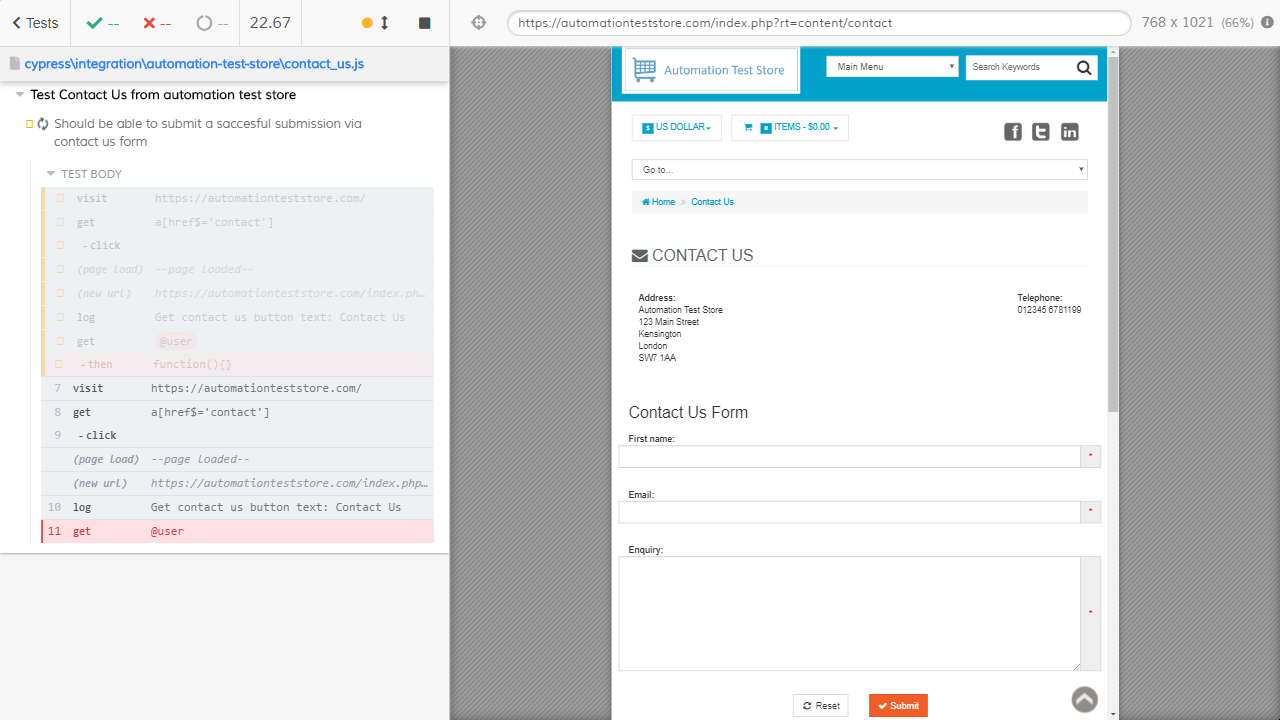 Tests
--
--
--
22.67
https://automationteststore.com/index.php?rt=content/contact
768 x 1021 (66%)
cypress\integration\automation-test-store\contact_us.js
Test Contact Us from automation test store
Should be able to submit a saccesful submission via
contact us form
TEST BODY
visit https://automationteststore.com/
get a[href$='contact']
- click
(page load) --page loaded--
(new url) https://automationteststore.com/index.ph…
log Get contact us button text: Contact Us
get @user
- then function(){}
7 visit https://automationteststore.com/
8 get a[href$='contact']
9 - click
(page load) --page loaded--
(new url) https://automationteststore.com/index.php…
10 log Get contact us button text: Contact Us
11 get @user
Automation Test Store
Main Menu
Search Keywords
$ US DOLLAR
0 ITEMS - $0.00
Go to...
Home » Contact Us
CONTACT US
Address:
Automation Test Store
123 Main Street
Kensington
London
SW7 1AA
Telephone:
012345 6781199
Contact Us Form
First name:
*
Email:
*
Enquiry:
*
Reset
Submit